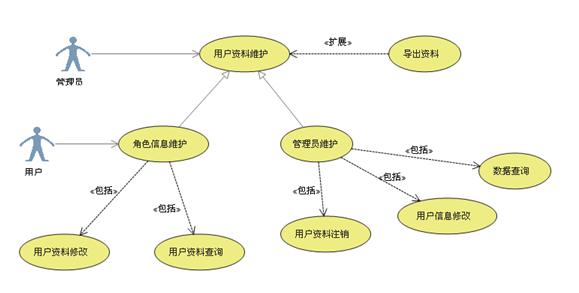 用户资料维护
«扩展»
导出资料
管理员
角色信息维护
管理员维护
用户
«包括»
«包括»
«包括»
«包括»
«包括»
数据查询
用户资料修改
用户资料查询
用户资料注销
用户信息修改